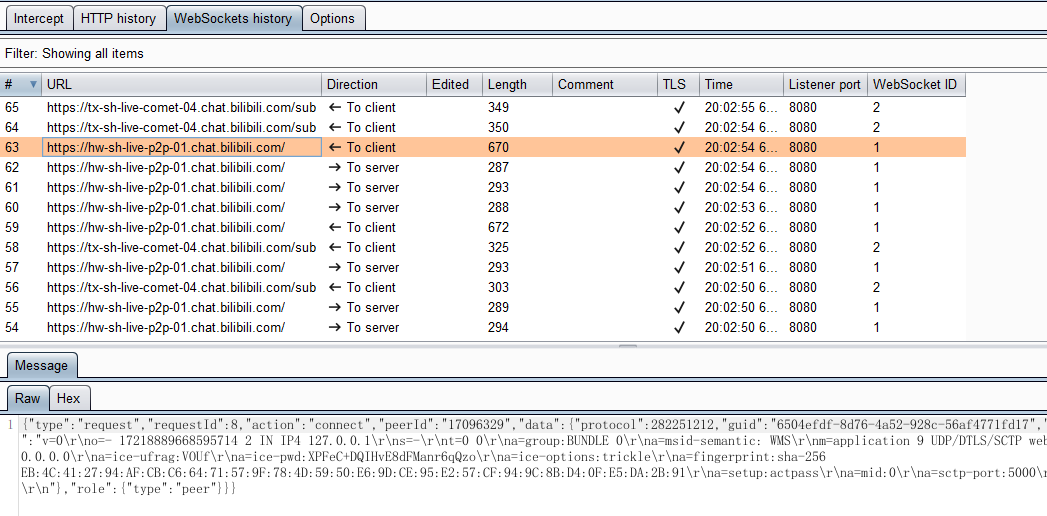 Intercept HTTP history WebSockets history Options
Filter: Showing all items
# URL Direction Edited Length Comment TLS Time Listener port WebSocket ID
65 https://tx-sh-live-comet-04.chat.bilibili.com/sub ← To client 349 ✓ 20:02:55 6... 8080 2
64 https://tx-sh-live-comet-04.chat.bilibili.com/sub ← To client 350 ✓ 20:02:54 6... 8080 2
63 https://hw-sh-live-p2p-01.chat.bilibili.com/ ← To client 670 ✓ 20:02:54 6... 8080 1
62 https://hw-sh-live-p2p-01.chat.bilibili.com/ → To server 287 ✓ 20:02:54 6... 8080 1
61 https://hw-sh-live-p2p-01.chat.bilibili.com/ → To server 293 ✓ 20:02:54 6... 8080 1
60 https://hw-sh-live-p2p-01.chat.bilibili.com/ → To server 288 ✓ 20:02:53 6... 8080 1
59 https://hw-sh-live-p2p-01.chat.bilibili.com/ ← To client 672 ✓ 20:02:52 6... 8080 1
58 https://tx-sh-live-comet-04.chat.bilibili.com/sub ← To client 325 ✓ 20:02:52 6... 8080 2
57 https://hw-sh-live-p2p-01.chat.bilibili.com/ → To server 293 ✓ 20:02:51 6... 8080 1
56 https://tx-sh-live-comet-04.chat.bilibili.com/sub ← To client 303 ✓ 20:02:50 6... 8080 2
55 https://hw-sh-live-p2p-01.chat.bilibili.com/ → To server 289 ✓ 20:02:50 6... 8080 1
54 https://hw-sh-live-p2p-01.chat.bilibili.com/ → To server 294 ✓ 20:02:50 6... 8080 1
Message
Raw Hex
1 {"type":"request","requestId":8,"action":"connect","peerId":"17096329","data":{"protocol":282251212,"guid":"6504efdf-8d76-4a52-928c-56af4771fd17","
":"v=0\r\no=- 17218889668595714 2 IN IP4 127.0.0.1\r\ns=-\r\nt=0 0\r\na=group:BUNDLE 0\r\na=msid-semantic: WMS\r\nm=application 9 UDP/DTLS/SCTP web
0.0.0.0\r\na=ice-ufrag:VOUf\r\na=ice-pwd:XPFeC+DQIHvE8dFManr6qQzo\r\na=ice-options:trickle\r\na=fingerprint:sha-256
EB:4C:41:27:94:AF:CB:C6:64:71:57:9F:78:4D:59:50:E6:9D:CE:95:E2:57:CF:94:9C:8B:D4:0F:E5:DA:2B:91\r\na=setup:actpass\r\na=mid:0\r\na=sctp-port:5000\r
\r\n"},"role":{"type":"peer"}}}